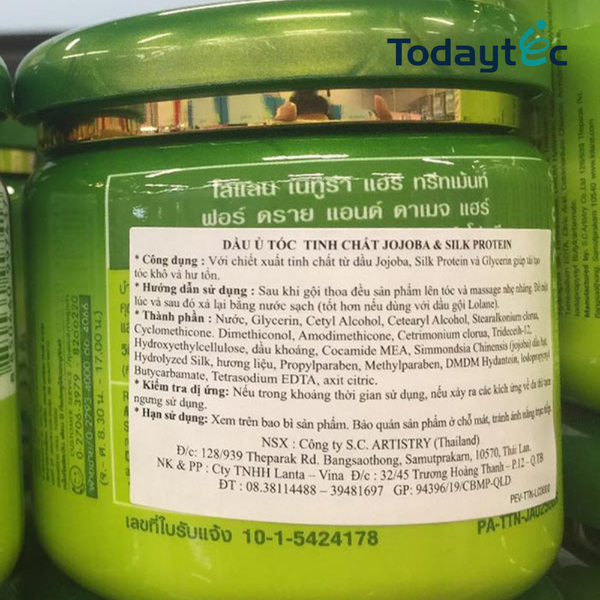 Todaytec
โลแลน เนทูร่า แฮร์ ทรีทเม้นท์
ฟอร์ ดราย แอนด์ ดาเมจ แฮร์
DẦU Ủ TÓC TINH CHẤT JOJOBA & SILK PROTEIN
* Công dụng : Với chiết xuất tinh chất từ dầu Jojoba, Silk Protein và Glycerin giúp tái tạo
tóc khô và hư tổn.
* Hướng dẫn sử dụng : Sau khi gội thoa đều sản phẩm lên tóc và massage nhẹ nhàng. Để một
lúc và sau đó xả lại bằng nước sạch (tốt hơn nếu dùng với dầu gội Lolane).
* Thành phần : Nước, Glycerin, Cetyl Alcohol, Cetearyl Alcohol, Stearalkonium clorua,
Cyclomethicone. Dimethiconol, Amodimethicone, Cetrimonium clorua, Trideceth-12,
Hydroxyethylcellulose, dầu khoáng, Cocamide MEA, Simmondsia Chinensis (jojoba) dầu hạt,
Hydrolyzed Silk, hương liệu, Propylparaben, Methylparaben, DMDM Hydantoin, iodopropynyl
Butycarbamate, Tetrasodium EDTA, axit citric.
* Kiểm tra dị ứng: Nếu trong khoảng thời gian sử dụng, nếu xảy ra các kích ứng về da thì tạm
ngưng sử dụng.
* Hạn sử dụng: Xem trên bao bì sản phẩm. Bảo quản sản phẩm ở chỗ mát, tránh ánh nắng trực tiếp.
NSX : Công ty S.C. ARTISTRY (Thailand)
Đ/c: 128/939 Theparak Rd. Bangsaothong, Samutprakarn, 10570, Thái Lan.
NK & PP : Cty TNHH Lanta – Vina Đ/c : 32/45 Trương Hoàng Thanh – P.12 - Q.TB
ĐT : 08.38114488 – 39481697 GP: 94396/19/CBMP-QLD
PEV-TTN-LG0000
เลขที่ใบรับแจ้ง 10-1-5424178